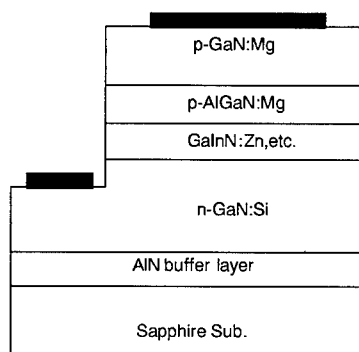 p-GaN:Mg
p-AlGaN:Mg
GaInN:Zn,etc.
n-GaN:Si
AlN buffer layer
Sapphire Sub.